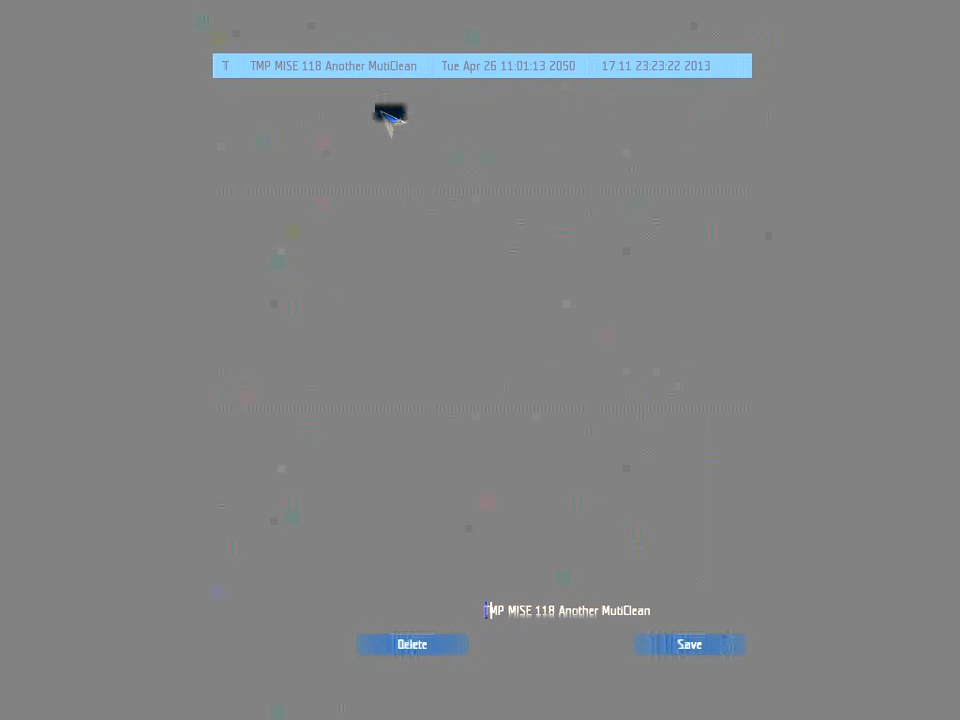 T TMP MISE 118 Another MutiClean Tue Apr 26 11:01:13 2050 17.11 23:23:22 2013
TMP MISE 118 Another MutiClean
Delete Save